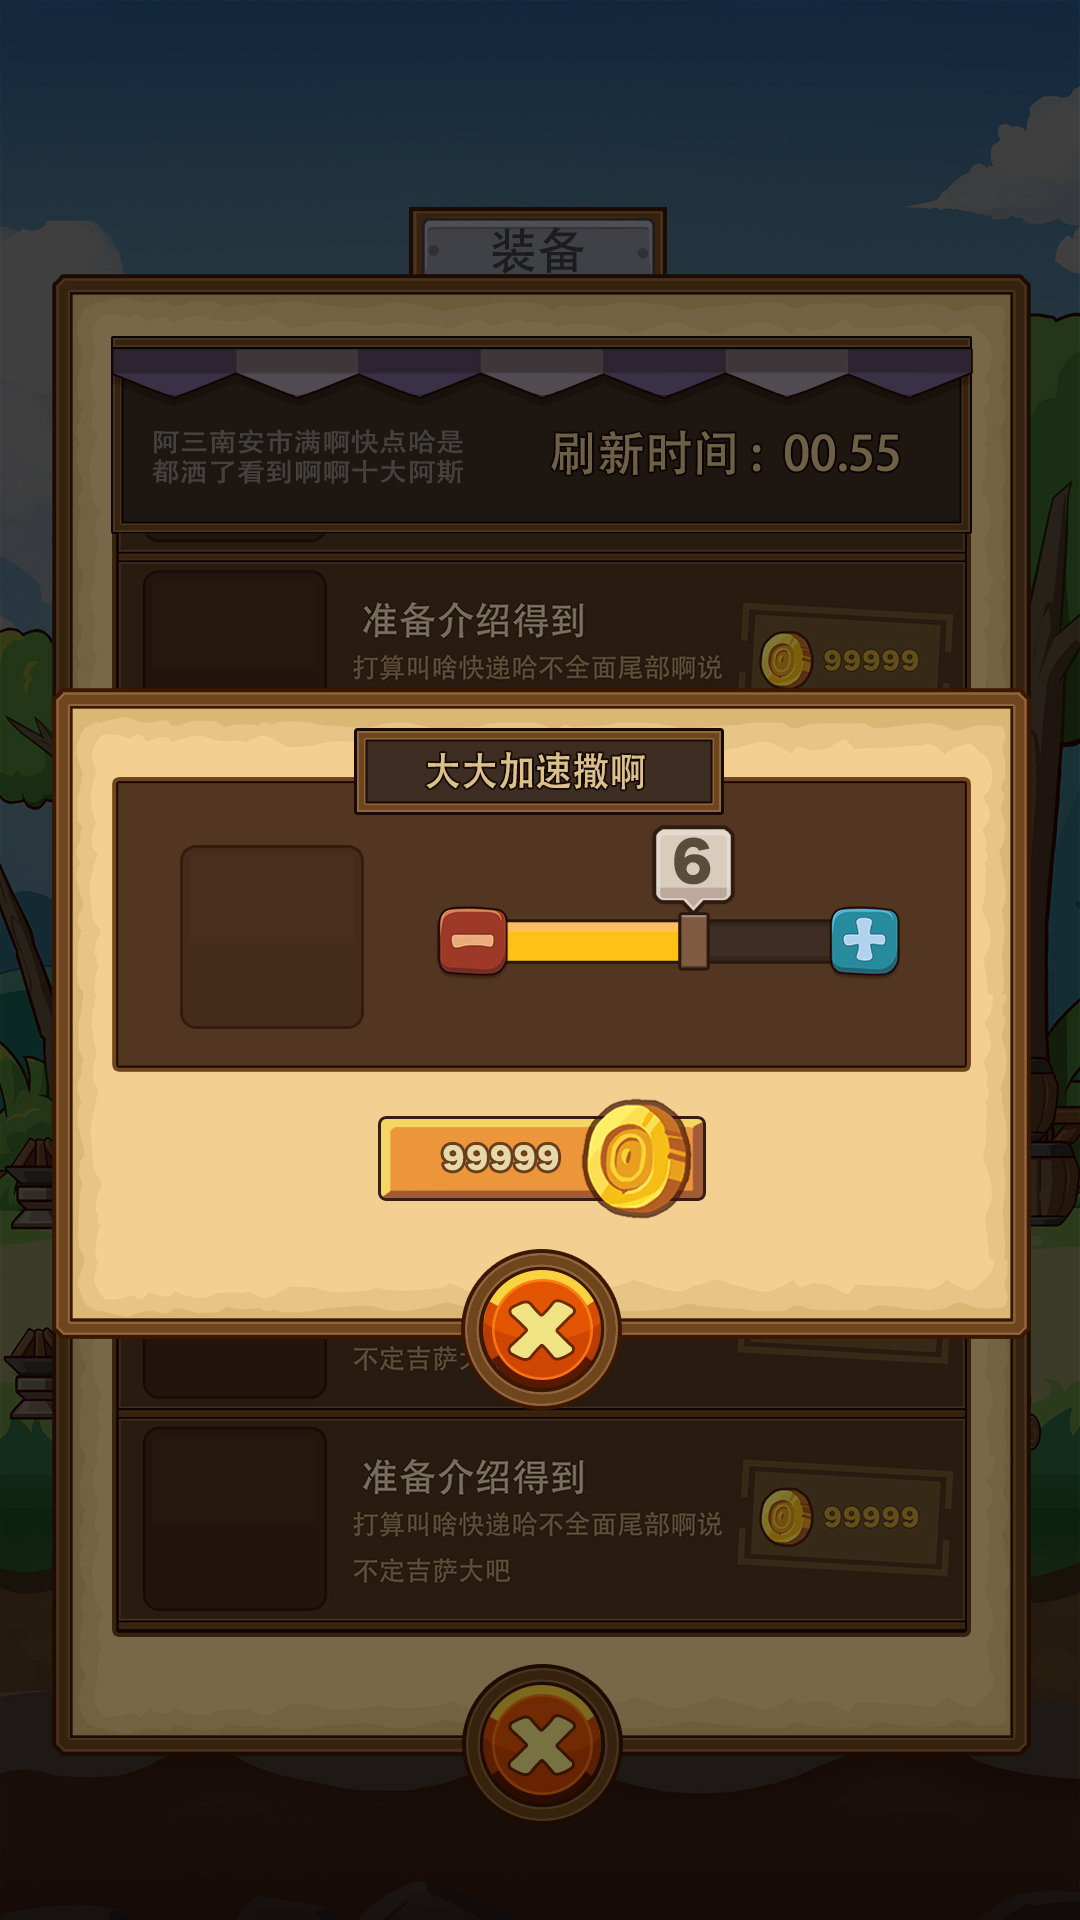 装备
阿三南安市满啊快点哈是
都洒了看到啊啊十大阿斯
刷新时间：00.55
准备介绍得到
打算叫啥快递哈不全面尾部啊说
99999
大大加速撒啊
6
99999
不定吉萨大
准备介绍得到
打算叫啥快递哈不全面尾部啊说
不定吉萨大吧
99999